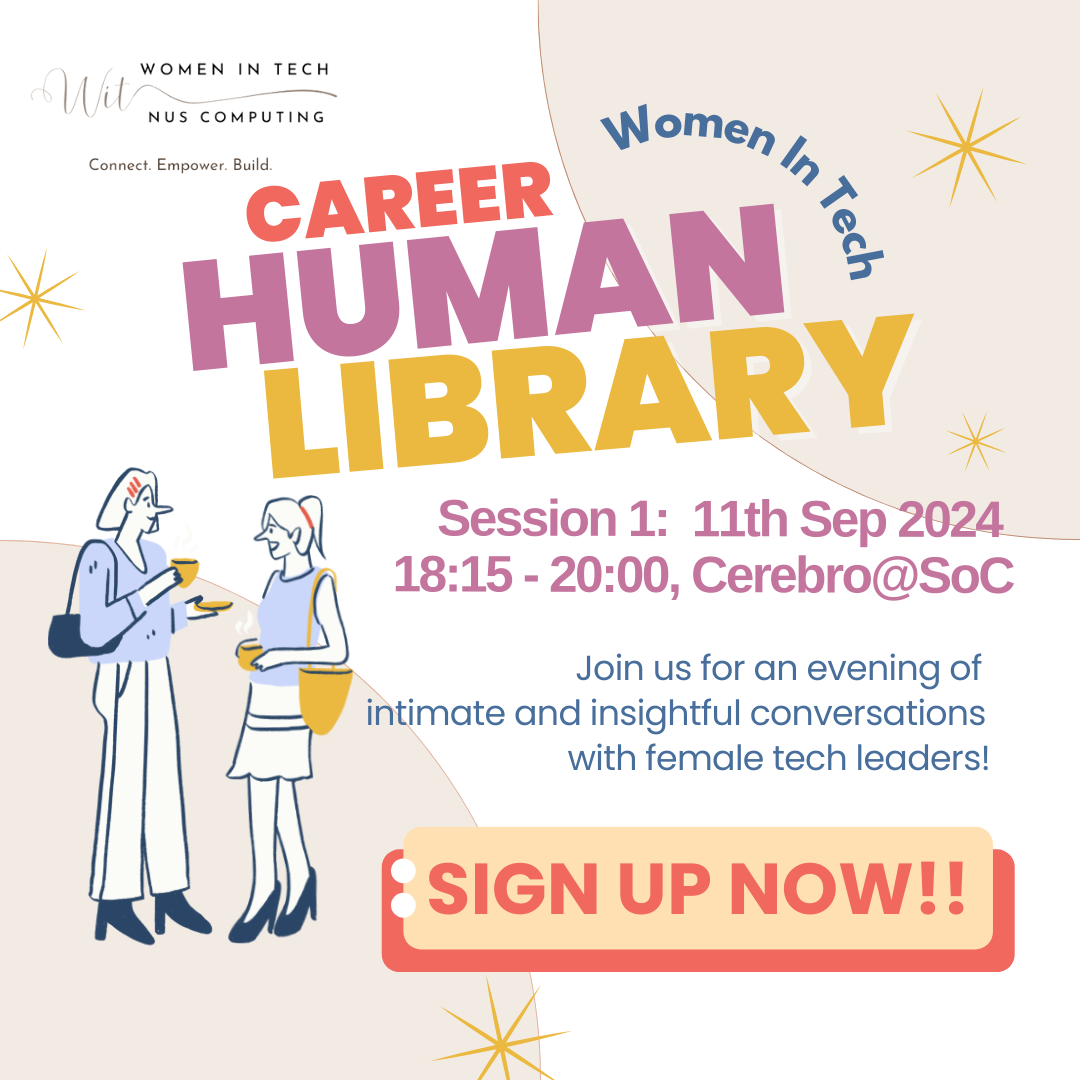 Wit
WOMEN IN TECH
NUS COMPUTING
Connect. Empower. Build.
Women In Tech
CAREER
HUMAN
LIBRARY
Session 1: 11th Sep 2024
18:15 - 20:00, Cerebro@SoC
Join us for an evening of
intimate and insightful conversations
with female tech leaders!
SIGN UP NOW!!